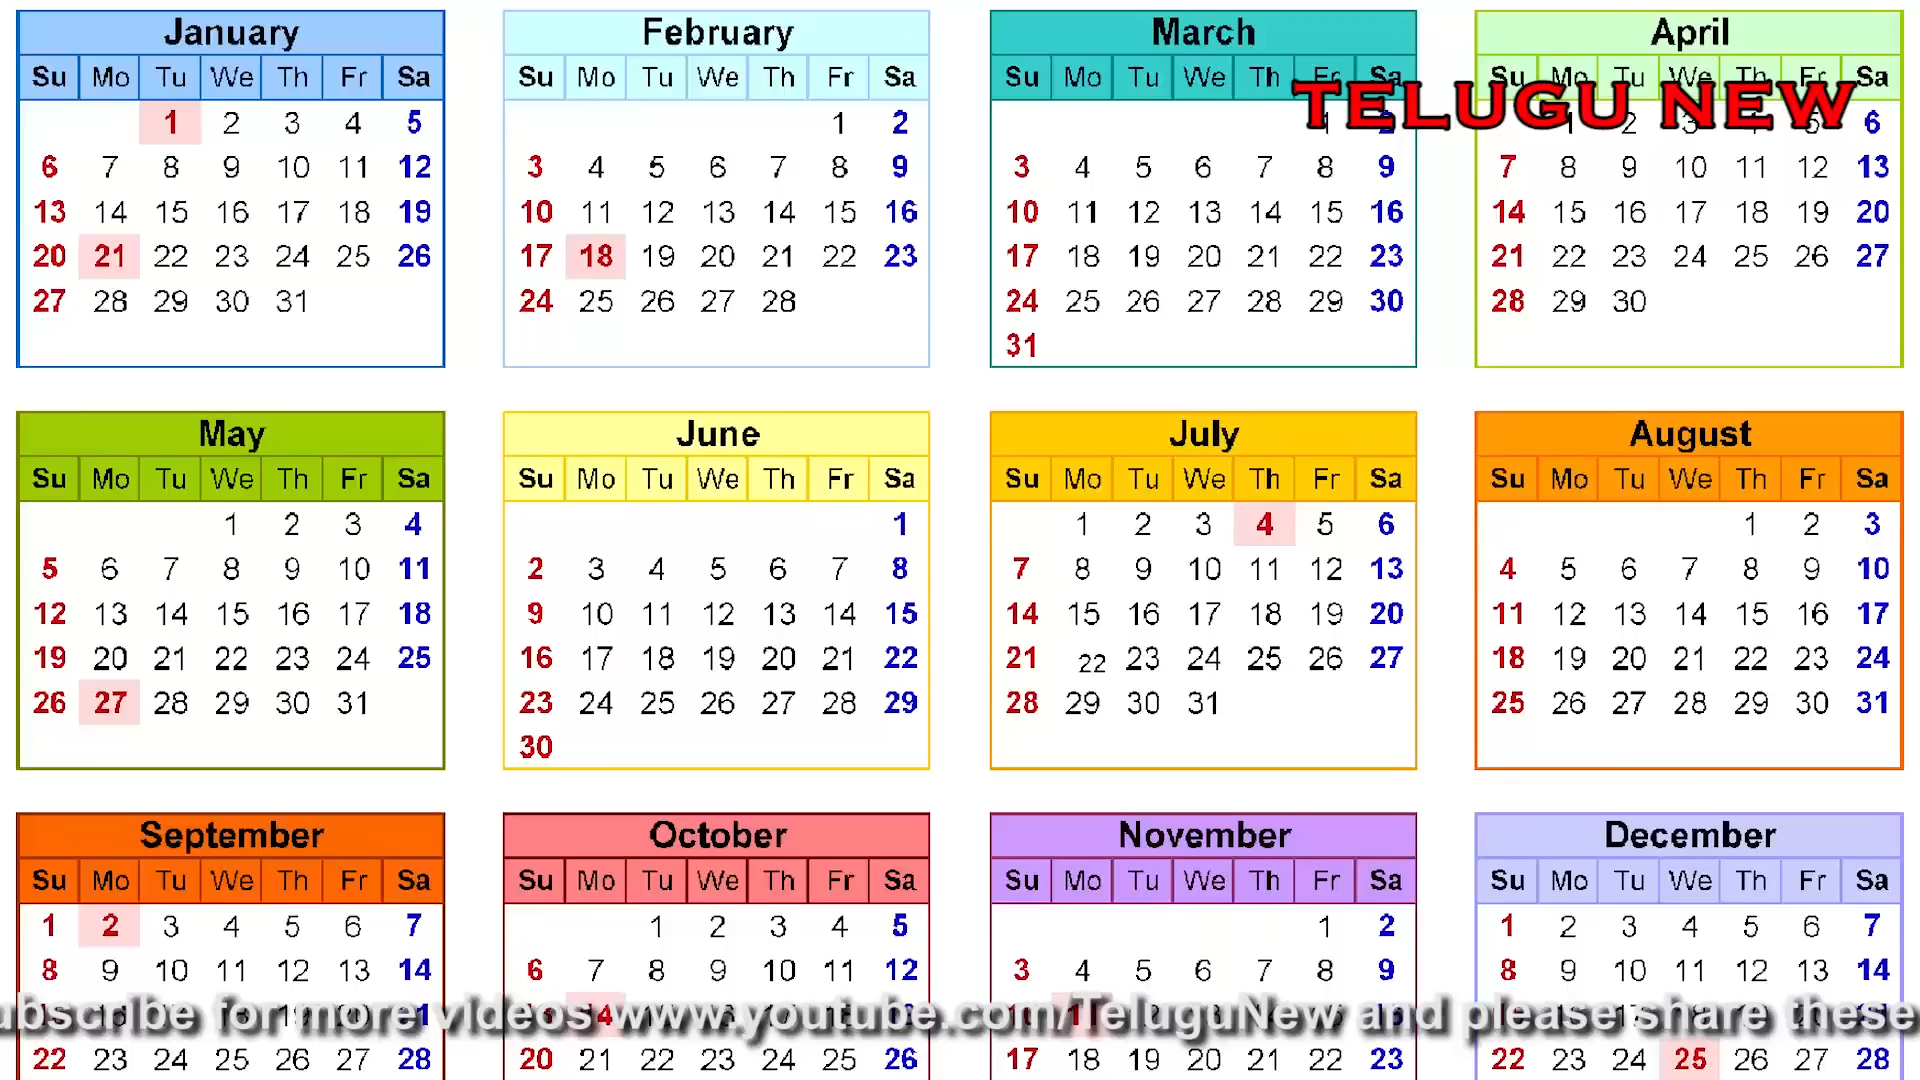 January February March April
Su Mo Tu We Th Fr Sa Su Mo Tu We Th Fr Sa Su Mo Tu We Th Fr Sa Su Mo Tu We Th Fr Sa
TELUGU NEW
1 2 3 4 5 1 2 1 2 1 2 3 4 5 6
6 7 8 9 10 11 12 3 4 5 6 7 8 9 3 4 5 6 7 8 9 7 8 9 10 11 12 13
13 14 15 16 17 18 19 10 11 12 13 14 15 16 10 11 12 13 14 15 16 14 15 16 17 18 19 20
20 21 22 23 24 25 26 17 18 19 20 21 22 23 17 18 19 20 21 22 23 21 22 23 24 25 26 27
27 28 29 30 31 24 25 26 27 28 24 25 26 27 28 29 30 28 29 30
31
May June July August
Su Mo Tu We Th Fr Sa Su Mo Tu We Th Fr Sa Su Mo Tu We Th Fr Sa Su Mo Tu We Th Fr Sa
1 2 3 4 1 1 2 3 4 5 6 1 2 3
5 6 7 8 9 10 11 2 3 4 5 6 7 8 7 8 9 10 11 12 13 4 5 6 7 8 9 10
12 13 14 15 16 17 18 9 10 11 12 13 14 15 14 15 16 17 18 19 20 11 12 13 14 15 16 17
19 20 21 22 23 24 25 16 17 18 19 20 21 22 21 22 23 24 25 26 27 18 19 20 21 22 23 24
26 27 28 29 30 31 23 24 25 26 27 28 29 28 29 30 31 25 26 27 28 29 30 31
30
September October November December
Su Mo Tu We Th Fr Sa Su Mo Tu We Th Fr Sa Su Mo Tu We Th Fr Sa Su Mo Tu We Th Fr Sa
1 2 3 4 5 6 7 1 2 3 4 5 1 2 1 2 3 4 5 6 7
8 9 10 11 12 13 14 6 7 8 9 10 11 12 3 4 5 6 7 8 9 8 9 10 11 12 13 14
ubscribe for more videos www.youtube.com/TeluguNew and please share these
22 23 24 25 26 27 28 20 21 22 23 24 25 26 17 18 19 20 21 22 23 22 23 24 25 26 27 28